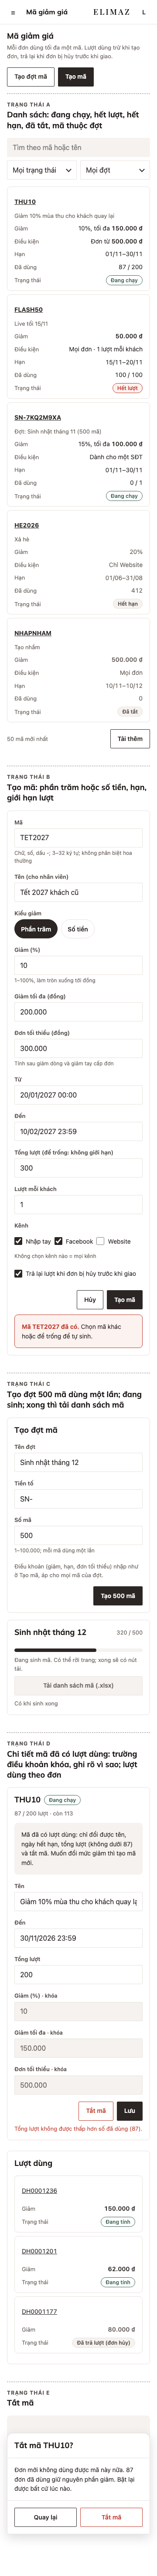 ≡ Mã giảm giá ELIMAZ L
Mã giảm giá
Mỗi đơn dùng tối đa một mã. Lượt dùng trừ khi tạo đơn, trả lại khi đơn bị hủy trước khi giao.
Tạo đợt mã
Tạo mã
TRẠNG THÁI A
Danh sách: đang chạy, hết lượt, hết hạn, đã tắt, mã thuộc đợt
Tìm theo mã hoặc tên
Mọi trạng thái
Mọi đợt
THU10
Giảm 10% mùa thu cho khách quay lại
Giảm 10%, tối đa 150.000 đ
Điều kiện Đơn từ 500.000 đ
Hạn 01/11–30/11
Đã dùng 87 / 200
Trạng thái Đang chạy
FLASH50
Live tối 15/11
Giảm 50.000 đ
Điều kiện Mọi đơn · 1 lượt mỗi khách
Hạn 15/11–20/11
Đã dùng 100 / 100
Trạng thái Hết lượt
SN-7KQ2M9XA
Đợt: Sinh nhật tháng 11 (500 mã)
Giảm 15%, tối đa 100.000 đ
Điều kiện Dành cho một SĐT
Hạn 01/11–30/11
Đã dùng 0 / 1
Trạng thái Đang chạy
HE2026
Xả hè
Giảm 20%
Điều kiện Chỉ Website
Hạn 01/06–31/08
Đã dùng 412
Trạng thái Hết hạn
NHAPNHAM
Tạo nhầm
Giảm 500.000 đ
Điều kiện Mọi đơn
Hạn 10/11–10/12
Đã dùng 0
Trạng thái Đã tắt
50 mã mới nhất
Tải thêm
TRẠNG THÁI B
Tạo mã: phần trăm hoặc số tiền, hạn, giới hạn lượt
Mã
TET2027
Chữ, số, dấu -; 3–32 ký tự; không phân biệt hoa thường
Tên (cho nhân viên)
Tết 2027 khách cũ
Kiểu giảm
Phần trăm
Số tiền
Giảm (%)
10
1–100%, làm tròn xuống tới đồng
Giảm tối đa (đồng)
200.000
Đơn tối thiểu (đồng)
300.000
Tính sau giảm dòng và giảm tay cấp đơn
Từ
20/01/2027 00:00
Đến
10/02/2027 23:59
Tổng lượt (để trống: không giới hạn)
300
Lượt mỗi khách
1
Kênh
Nhập tay
Facebook
Website
Không chọn kênh nào = mọi kênh
Trả lại lượt khi đơn bị hủy trước khi giao
Hủy
Tạo mã
Mã TET2027 đã có. Chọn mã khác hoặc để trống để tự sinh.
TRẠNG THÁI C
Tạo đợt 500 mã dùng một lần; đang sinh; xong thì tải danh sách mã
Tạo đợt mã
Tên đợt
Sinh nhật tháng 12
Tiền tố
SN-
Số mã
500
1–100.000; mỗi mã dùng một lần
Điều khoản (giảm, hạn, đơn tối thiểu) nhập như ở Tạo mã, áp cho mọi mã của đợt.
Tạo 500 mã
Sinh nhật tháng 12 320 / 500
Đang sinh mã. Có thể rời trang; xong sẽ có nút tải.
Tải danh sách mã (.xlsx)
Có khi sinh xong
TRẠNG THÁI D
Chi tiết mã đã có lượt dùng: trường điều khoản khóa, ghi rõ vì sao; lượt dùng theo đơn
THU10 Đang chạy
87 / 200 lượt · còn 113
Mã đã có lượt dùng: chỉ đổi được tên, ngày hết hạn, tổng lượt (không dưới 87) và tắt mã. Muốn đổi mức giảm thì tạo mã mới.
Tên
Giảm 10% mùa thu cho khách quay lạ
Đến
30/11/2026 23:59
Tổng lượt
200
Giảm (%) · khóa
10
Giảm tối đa · khóa
150.000
Đơn tối thiểu · khóa
500.000
Tắt mã
Lưu
Tổng lượt không được thấp hơn số đã dùng (87).
Lượt dùng
DH0001236
Giảm 150.000 đ
Trạng thái Đang tính
DH0001201
Giảm 62.000 đ
Trạng thái Đang tính
DH0001177
Giảm 80.000 đ
Trạng thái Đã trả lượt (đơn hủy)
TRẠNG THÁI E
Tắt mã
Tắt mã THU10?
Đơn mới không dùng được mã này nữa. 87 đơn đã dùng giữ nguyên phần giảm. Bật lại được bất cứ lúc nào.
Quay lại
Tắt mã